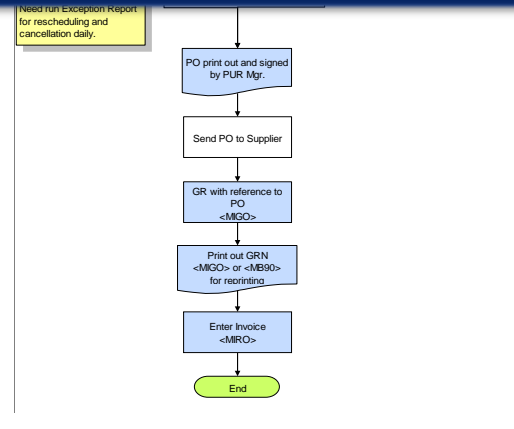 Need run Exception Report
for rescheduling and
cancellation daily.
PO print out and signed
by PUR Mgr.
Send PO to Supplier
GR with reference to
PO
<MIGO>
Print out GRN
<MIGO> or <MB90>
for reprinting
Enter Invoice
<MIRO>
End